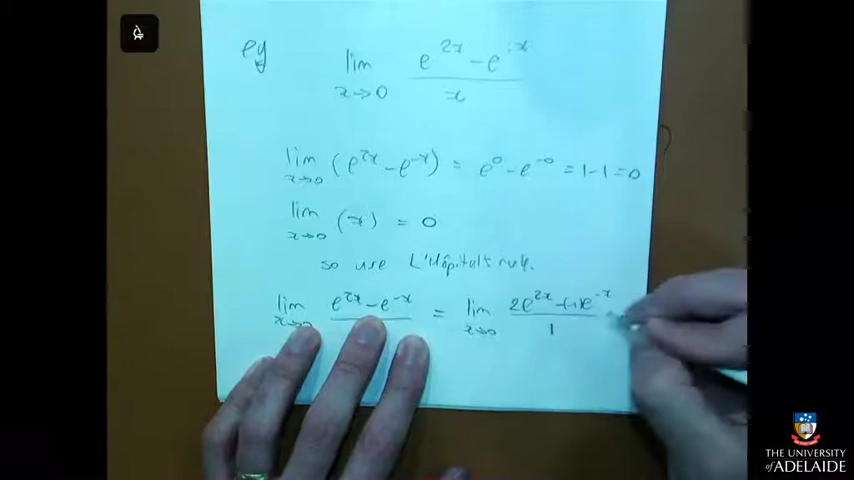 eg lim x→0 (e^{2x} - e^{-x}) / x
lim x→0 (e^{2x} - e^{-x}) = e^0 - e^{-0} = 1-1=0
lim x→0 (x) = 0
so use L'Hôpital's rule.
lim x→0 e^{2x} - e^{-x} = lim x→0 (2e^{2x} - (-1)e^{-x}) / 1
THE UNIVERSITY
of ADELAIDE